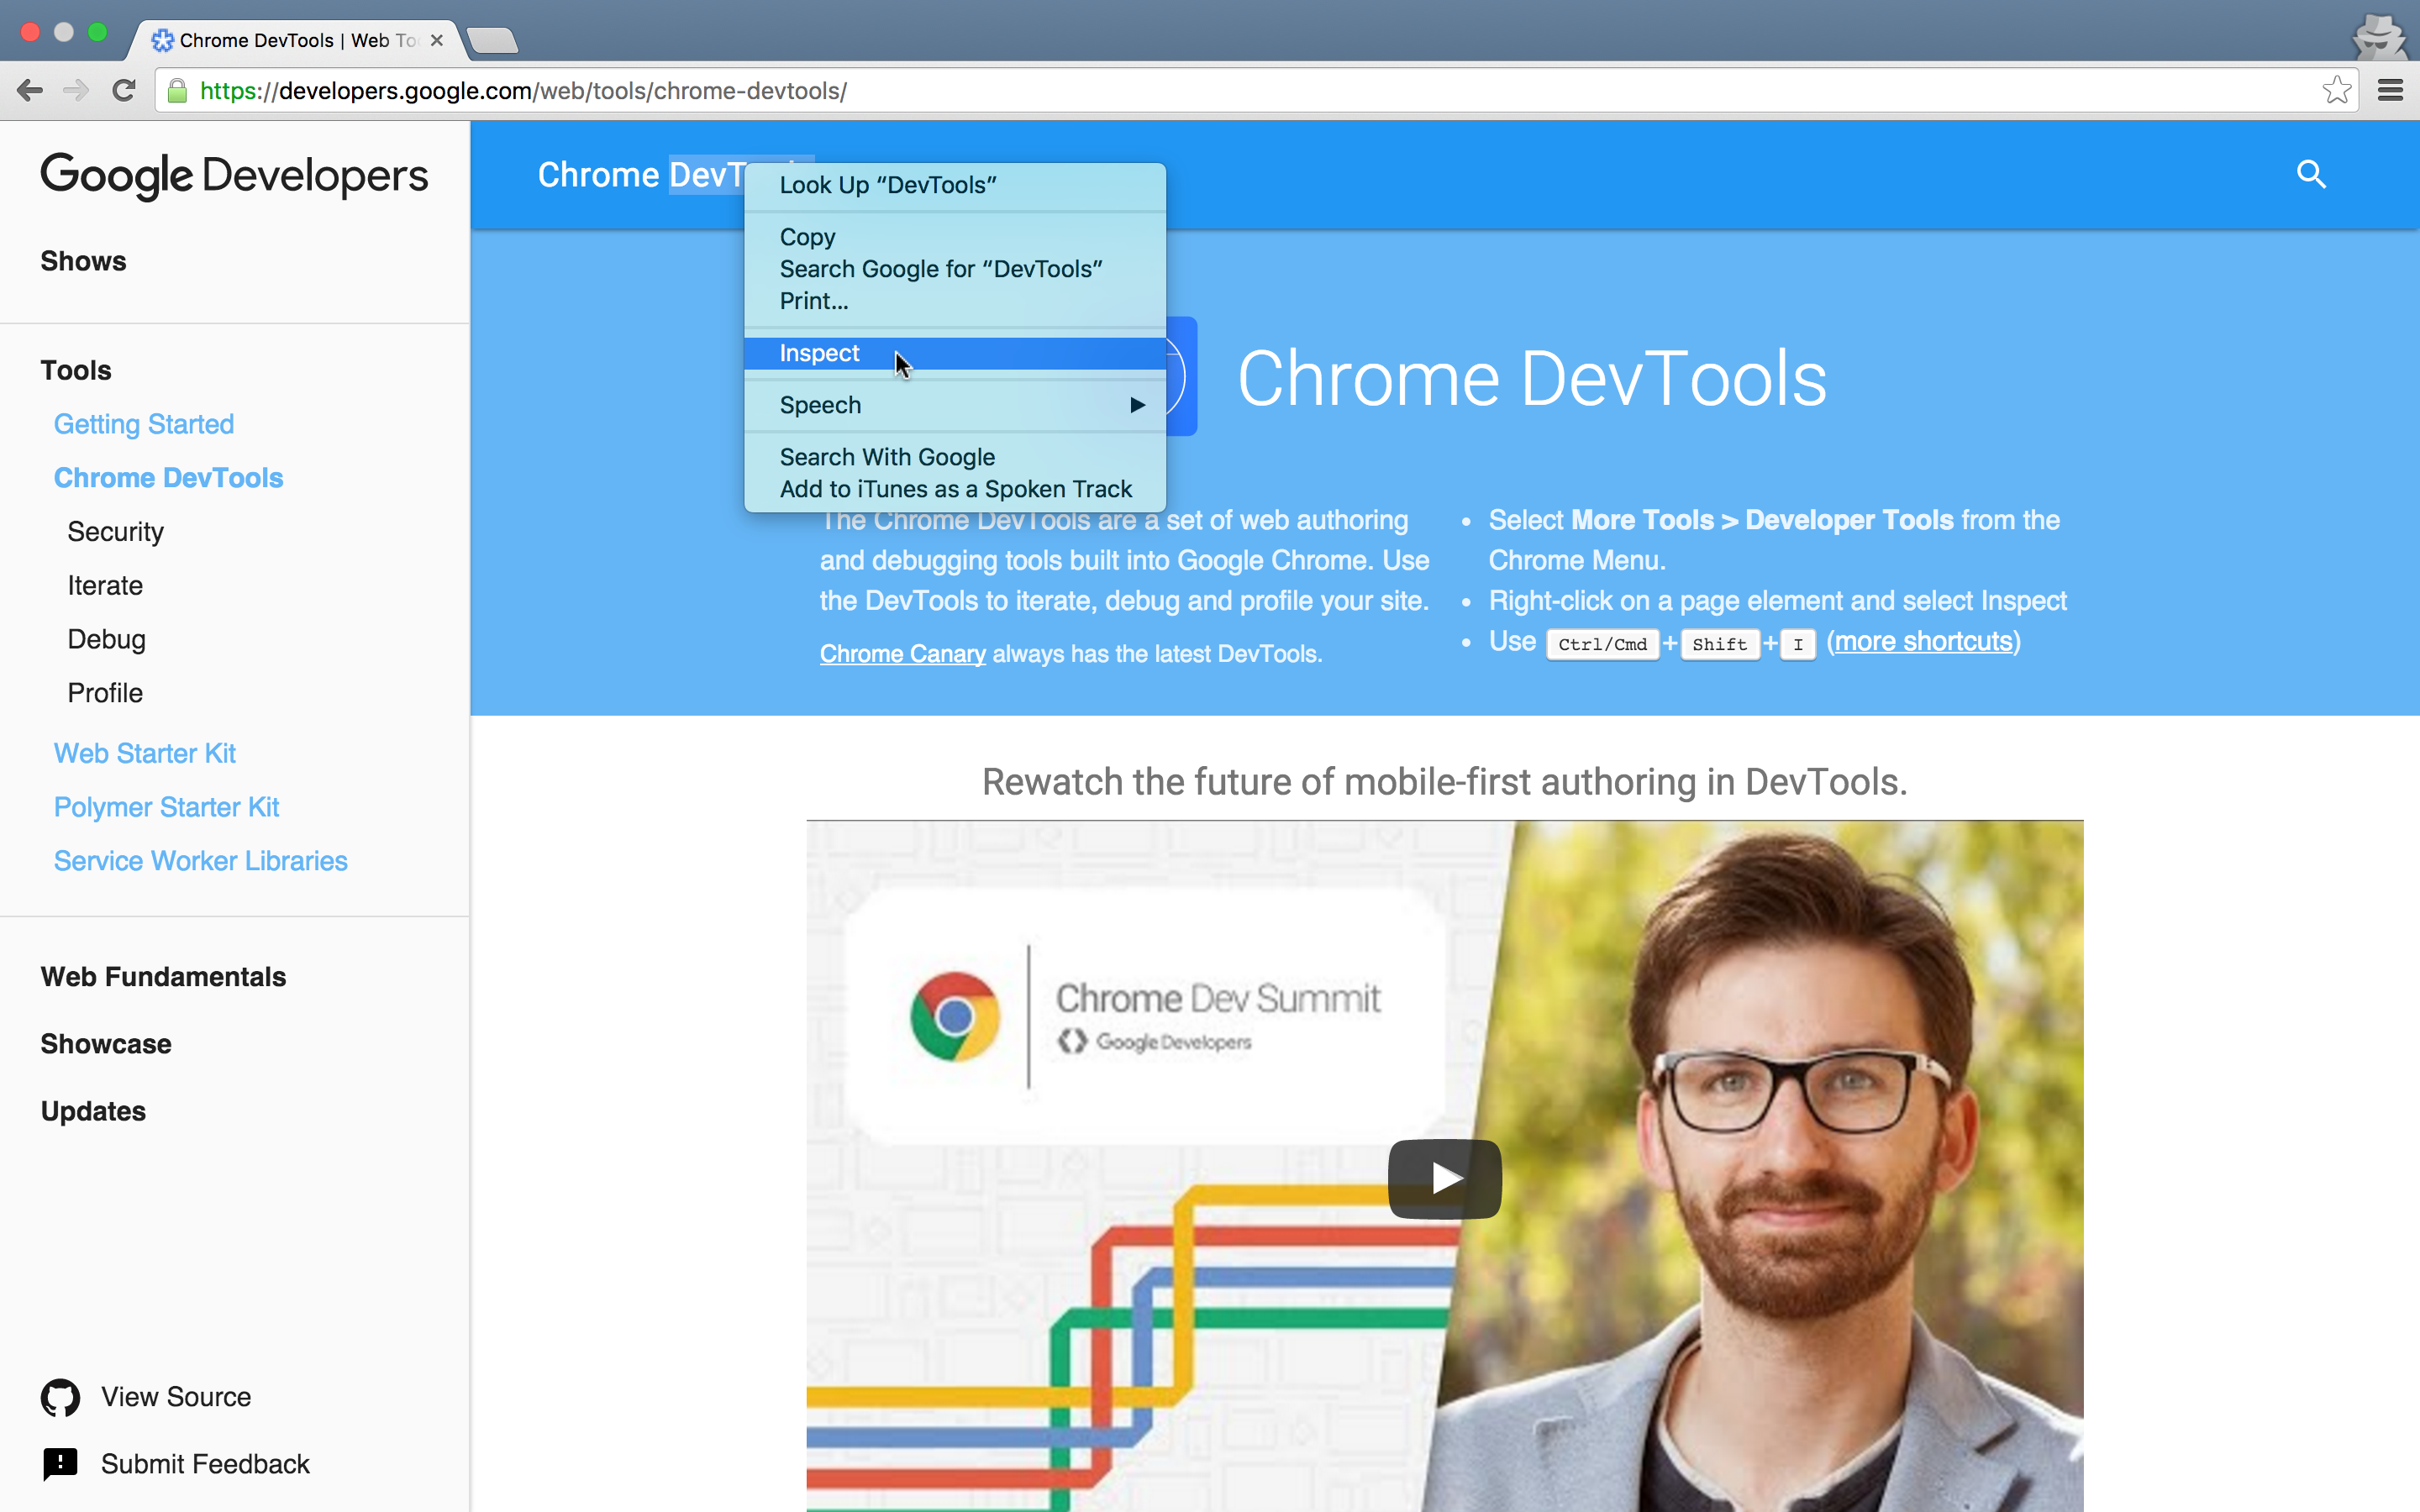 Chrome DevTools | Web To
https://developers.google.com/web/tools/chrome-devtools/
Google Developers
Shows
Tools
Getting Started
Chrome DevTools
Security
Iterate
Debug
Profile
Web Starter Kit
Polymer Starter Kit
Service Worker Libraries
Web Fundamentals
Showcase
Updates
View Source
Submit Feedback
Chrome DevT
Look Up “DevTools”
Copy
Search Google for “DevTools”
Print...
Inspect
Speech
Search With Google
Add to iTunes as a Spoken Track
Chrome DevTools
The Chrome DevTools are a set of web authoring
and debugging tools built into Google Chrome. Use
the DevTools to iterate, debug and profile your site.
Chrome Canary always has the latest DevTools.
• Select More Tools > Developer Tools from the
Chrome Menu.
• Right-click on a page element and select Inspect
• Use Ctrl/Cmd + Shift + I (more shortcuts)
Rewatch the future of mobile-first authoring in DevTools.
Chrome Dev Summit
Google Developers